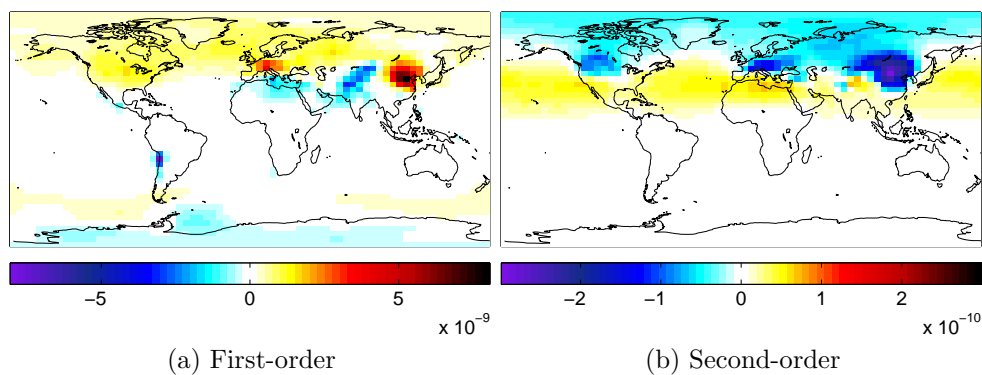 −5 0 5
x 10−9
(a) First-order
−2 −1 0 1 2
x 10−10
(b) Second-order